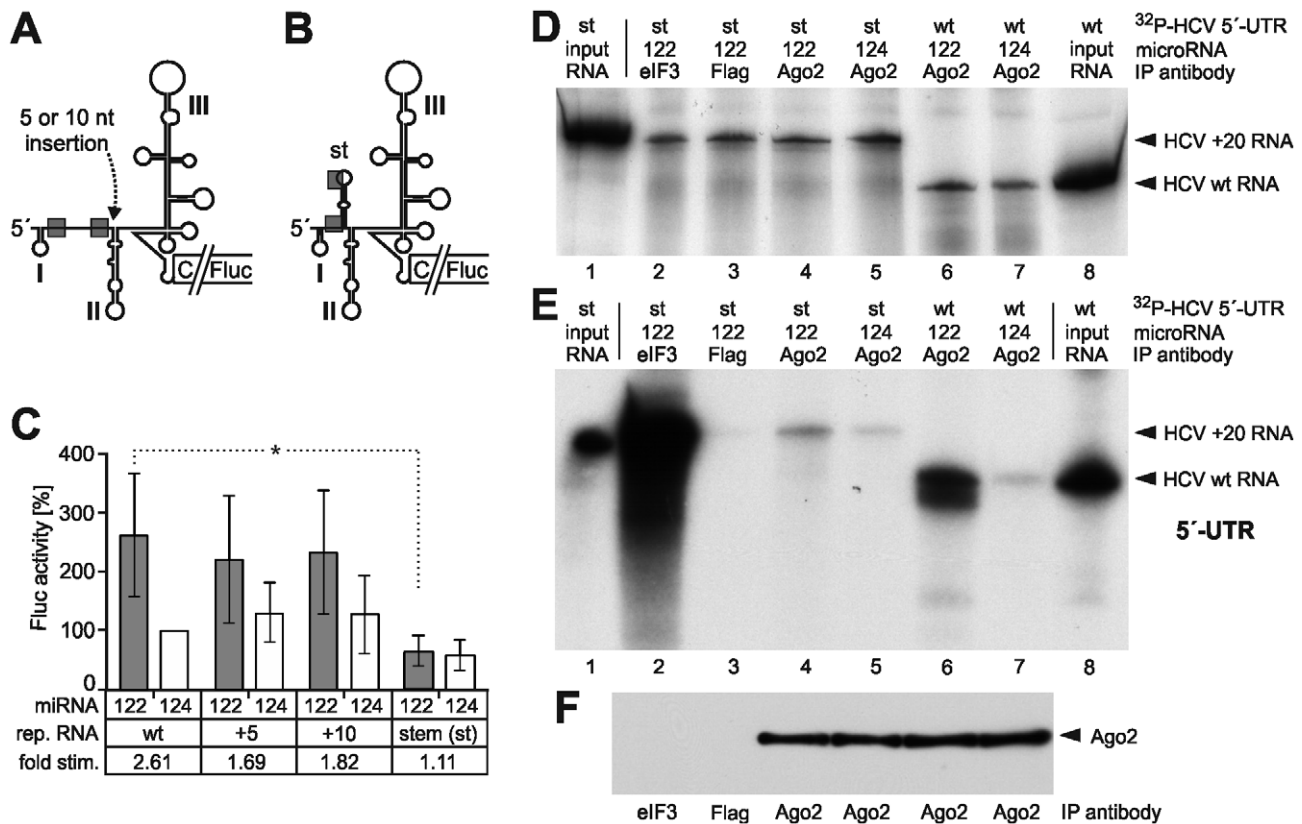 A
5 or 10 nt
insertion
III
5´
I
II
C Fluc
B
st
III
5´
I
II
C Fluc
C
Fluc activity [%]
400
300
200
100
0
*
miRNA 122 124 122 124 122 124 122 124
rep. RNA wt +5 +10 stem (st)
fold stim. 2.61 1.69 1.82 1.11
D
st st st st st wt wt wt 32P-HCV 5´-UTR
input 122 122 122 124 122 124 input microRNA
RNA eIF3 Flag Ago2 Ago2 Ago2 Ago2 RNA IP antibody
HCV +20 RNA
HCV wt RNA
1 2 3 4 5 6 7 8
E
st st st st st wt wt wt 32P-HCV 5´-UTR
input 122 122 122 124 122 124 input microRNA
RNA eIF3 Flag Ago2 Ago2 Ago2 Ago2 RNA IP antibody
HCV +20 RNA
HCV wt RNA
5´-UTR
1 2 3 4 5 6 7 8
F
Ago2
eIF3 Flag Ago2 Ago2 Ago2 Ago2 IP antibody